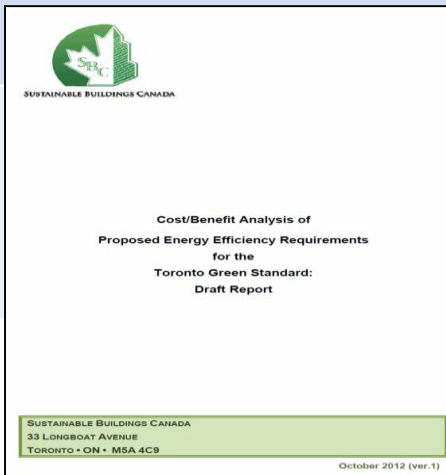 SBC
SUSTAINABLE BUILDINGS CANADA
Cost/Benefit Analysis of
Proposed Energy Efficiency Requirements
for the
Toronto Green Standard:
Draft Report
SUSTAINABLE BUILDINGS CANADA
33 LONGBOAT AVENUE
TORONTO • ON • M5A 4C9
October 2012 (ver.1)